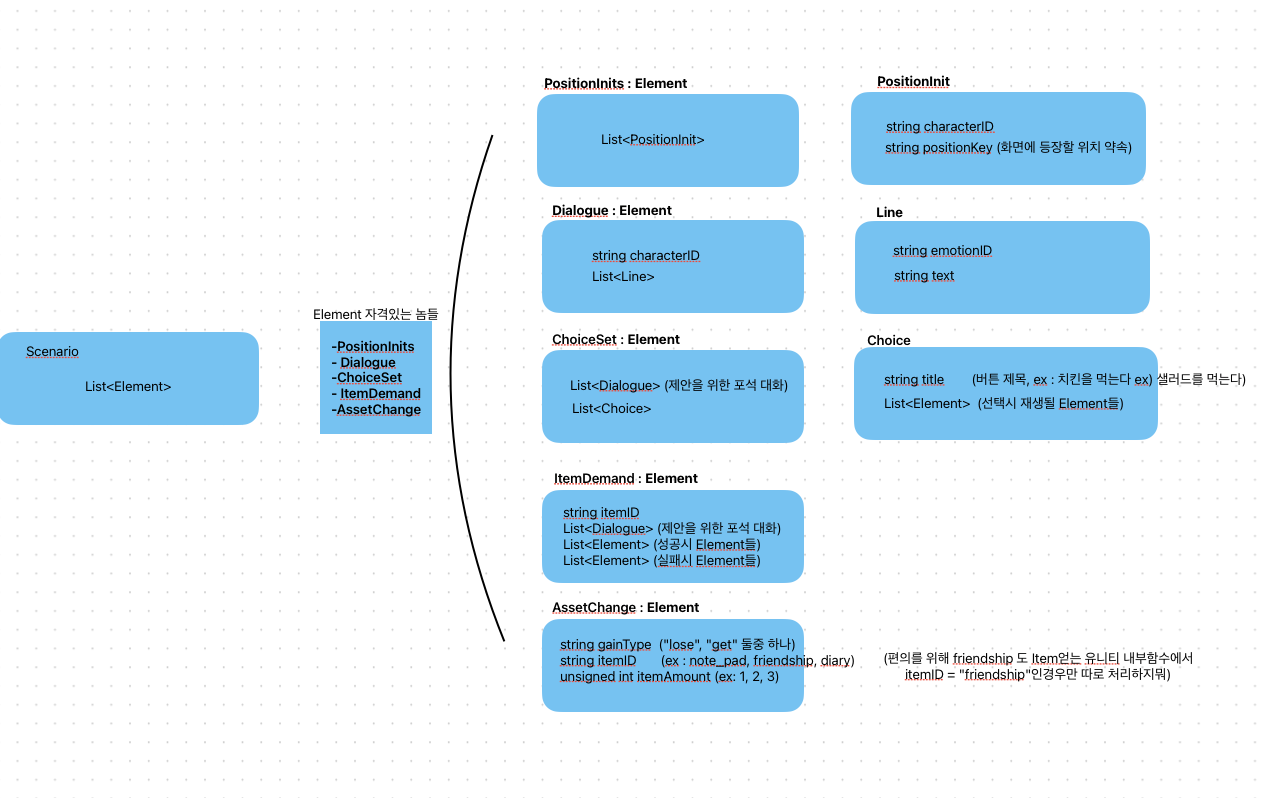 Scenario
List<Element>
Element 자격있는 놈들
-PositionInits
- Dialogue
-ChoiceSet
- ItemDemand
-AssetChange
PositionInits : Element
List<PositionInit>
PositionInit
string characterID
string positionKey (화면에 등장할 위치 약속)
Dialogue : Element
string characterID
List<Line>
Line
string emotionID
string text
ChoiceSet : Element
List<Dialogue> (제안을 위한 포석 대화)
List<Choice>
Choice
string title (버튼 제목, ex : 치킨을 먹는다 ex) 샐러드를 먹는다)
List<Element> (선택시 재생될 Element들)
ItemDemand : Element
string itemID
List<Dialogue> (제안을 위한 포석 대화)
List<Element> (성공시 Element들)
List<Element> (실패시 Element들)
AssetChange : Element
string gainType ("lose", "get" 둘중 하나)
string itemID (ex : note_pad, friendship, diary)
unsigned int itemAmount (ex: 1, 2, 3)
(편의를 위해 friendship 도 Item얻는 유니티 내부함수에서
itemID = "friendship"인경우만 따로 처리하지뭐)